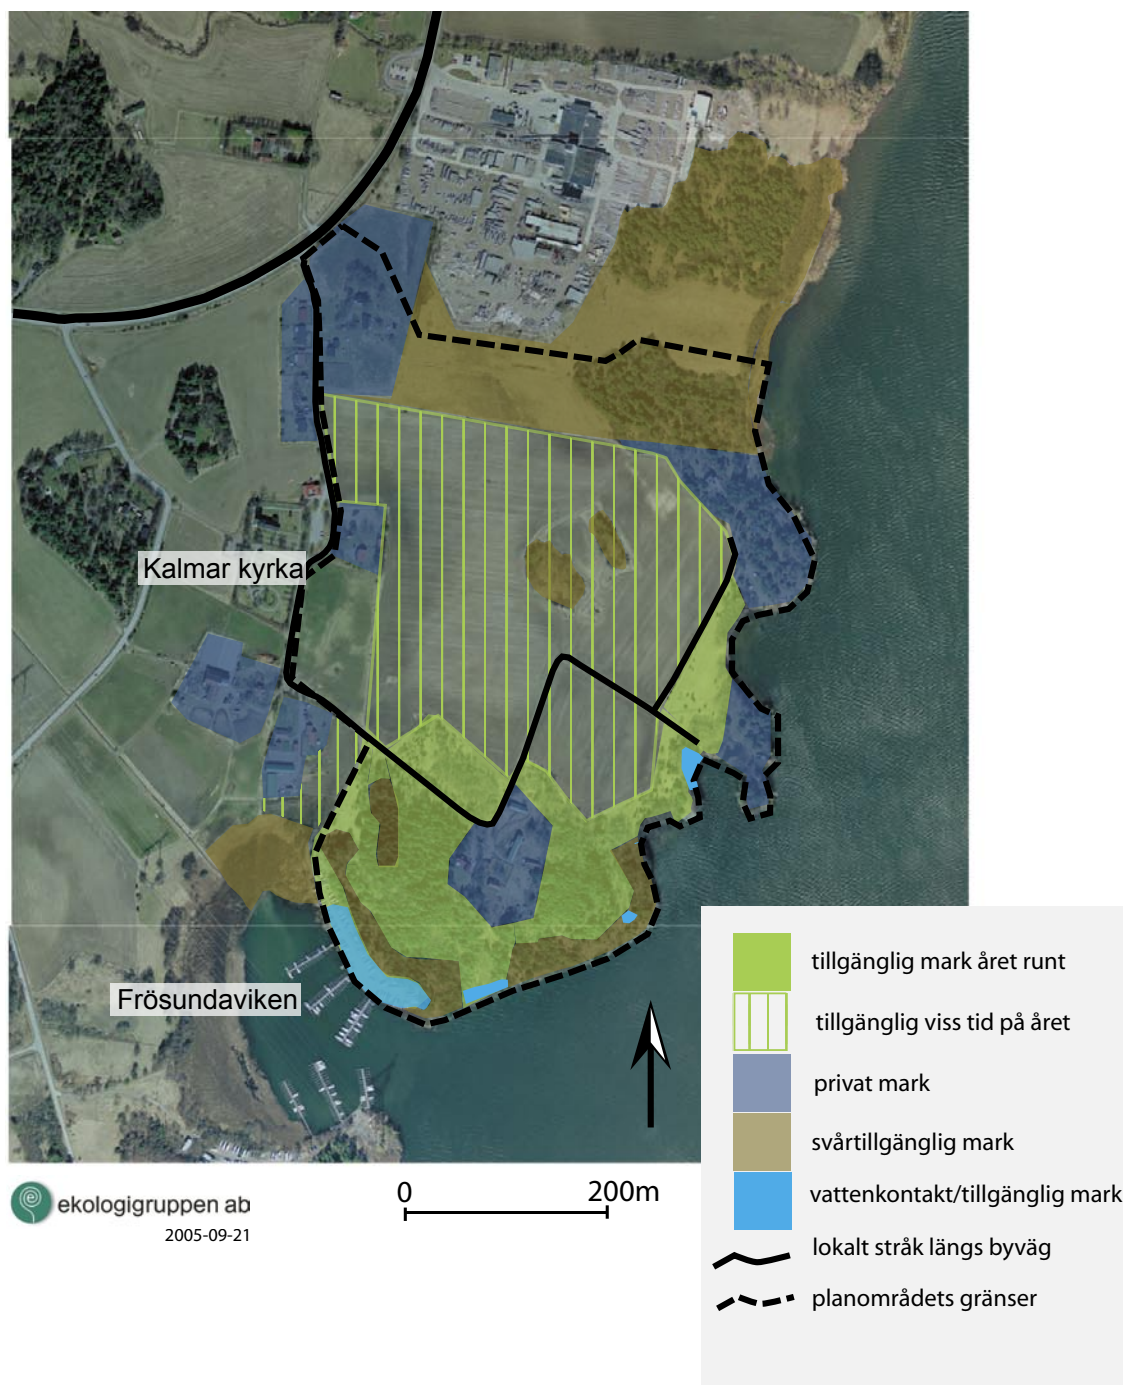 Kalmar kyrka
Frösundaviken
tillgänglig mark året runt
tillgänglig viss tid på året
privat mark
svårtillgänglig mark
vattenkontakt/tillgänglig mark
lokalt stråk längs byväg
planområdets gränser
ekologigruppen ab
2005-09-21
0 200m